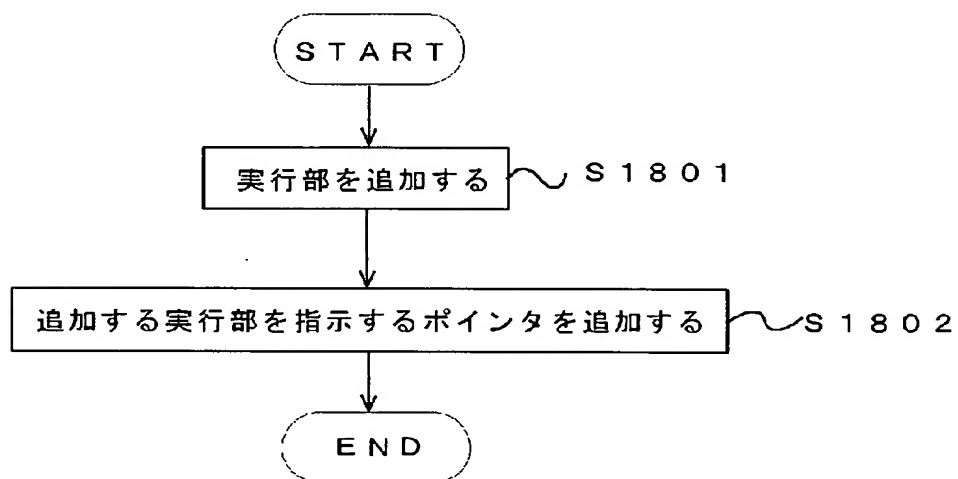 ＳＴＡＲＴ
実行部を追加する
Ｓ１８０１
追加する実行部を指示するポインタを追加する
Ｓ１８０２
ＥＮＤ